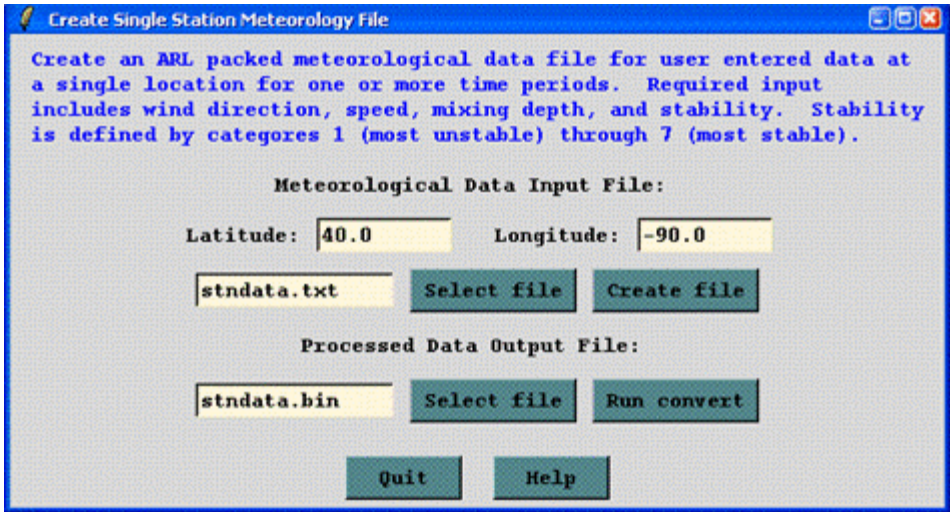 Create Single Station Meteorology File
Create an ARL packed meteorological data file for user entered data at
a single location for one or more time periods.  Required input
includes wind direction, speed, mixing depth, and stability.  Stability
is defined by categores 1 (most unstable) through 7 (most stable).
Meteorological Data Input File:
Latitude: 40.0 Longitude: -90.0
stndata.txt Select file Create file
Processed Data Output File:
stndata.bin Select file Run convert
Quit Help